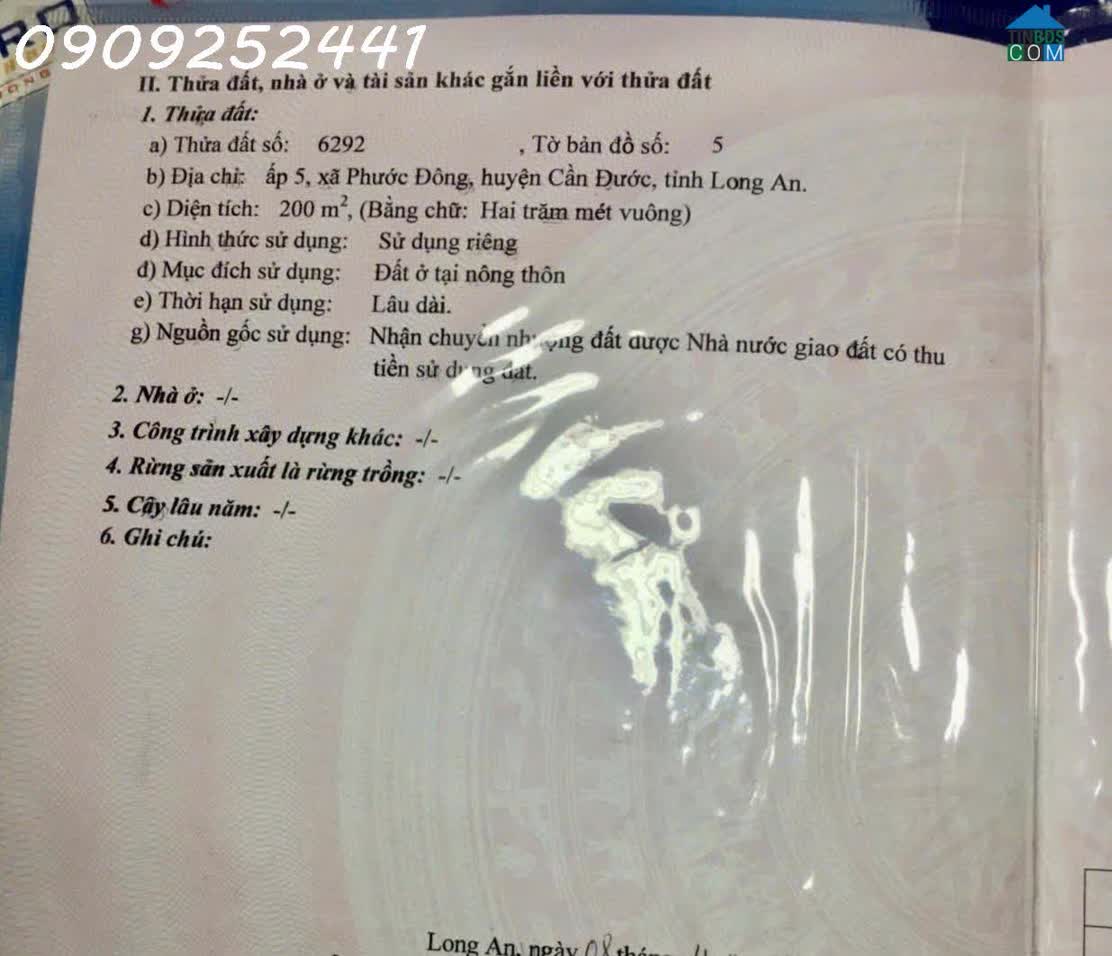 0909252441
TINBDS
COM
II. Thửa đất, nhà ở và tài sản khác gắn liền với thửa đất
1. Thửa đất:
a) Thửa đất số: 6292 , Tờ bản đồ số: 5
b) Địa chỉ: ấp 5, xã Phước Đông, huyện Cần Đước, tỉnh Long An.
c) Diện tích: 200 m², (Bằng chữ: Hai trăm mét vuông)
d) Hình thức sử dụng: Sử dụng riêng
đ) Mục đích sử dụng: Đất ở tại nông thôn
e) Thời hạn sử dụng: Lâu dài.
g) Nguồn gốc sử dụng: Nhận chuyển nhượng đất được Nhà nước giao đất có thu
tiền sử dụng đất.
2. Nhà ở: -/-
3. Công trình xây dựng khác: -/-
4. Rừng sản xuất là rừng trồng: -/-
5. Cây lâu năm: -/-
6. Ghi chú:
Long An, ngày 08